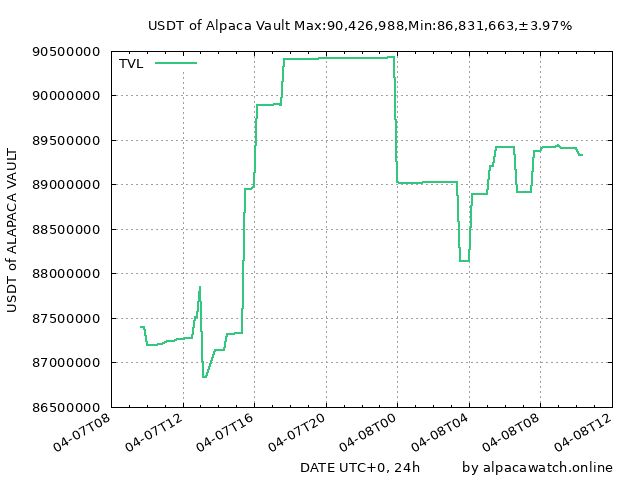 USDT of Alpaca Vault Max:90,426,988,Min:86,831,663,±3.97%
TVL
90500000
90000000
89500000
89000000
88500000
88000000
87500000
87000000
86500000
USDT of ALAPACA VAULT
04-07T08
04-07T12
04-07T16
04-07T20
04-08T00
04-08T04
04-08T08
04-08T12
DATE UTC+0, 24h
by alpacawatch.online